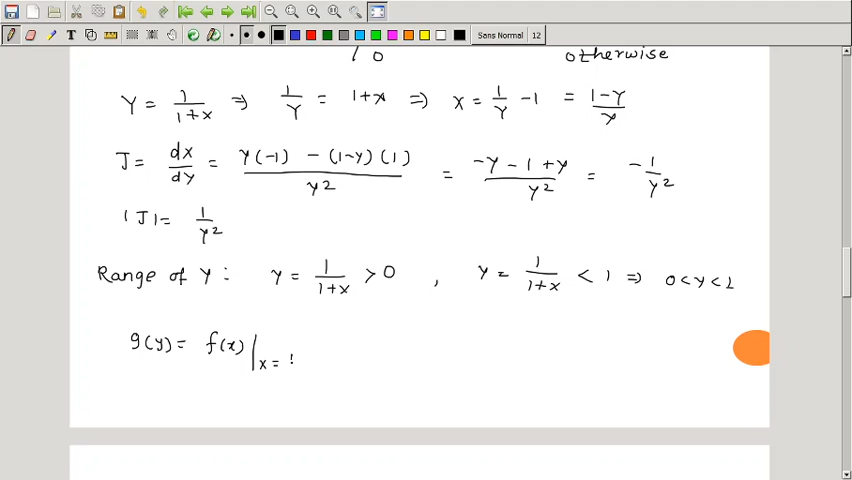 Sans Normal 12
0 otherwise
Y = 1/(1+x) ⇒ 1/Y = 1+x ⇒ x = 1/Y -1 = (1-Y)/Y
J = dx/dy = (Y(-1) - (1-Y)(1))/y² = (-Y - 1 + Y)/y² = -1/y²
|J| = 1/y²
Range of Y : Y = 1/(1+x) > 0 , Y = 1/(1+x) < 1 ⇒ 0 < Y < 1
g(y) = f(x)|x =